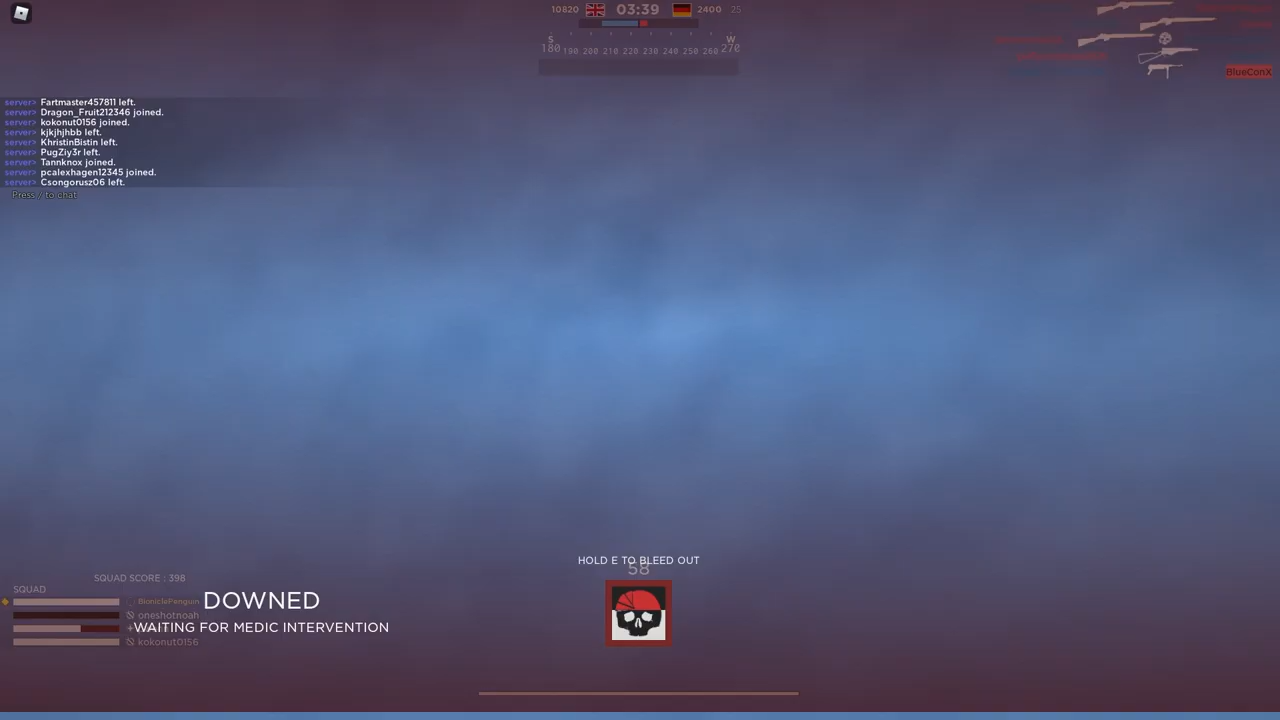 10820 03:39 2400 25
S W
180 190 200 210 220 230 240 250 260 270
BlueConX
server> Fartmaster457811 left.
server> Dragon_Fruit212346 joined.
server> kokonut0156 joined.
server> kjkjhjhbb left.
server> KhristinBistin left.
server> PugZiy3r left.
server> Tannknox joined.
server> pcalexhagen12345 joined.
server> Csongorusz06 left.
Press / to chat
HOLD E TO BLEED OUT
58
SQUAD SCORE : 398
SQUAD
BioniclePenguin
DOWNED
oneshotnoah
WAITING FOR MEDIC INTERVENTION
kokonut0156